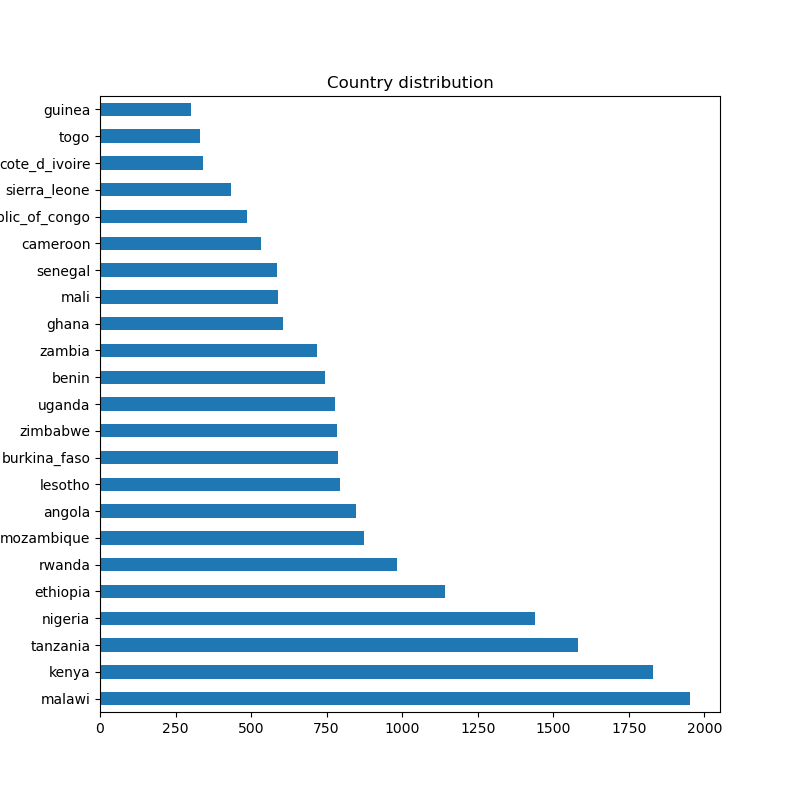 Country distribution
guinea
togo
cote_d_ivoire
sierra_leone
blic_of_congo
cameroon
senegal
mali
ghana
zambia
benin
uganda
zimbabwe
burkina_faso
lesotho
angola
mozambique
rwanda
ethiopia
nigeria
tanzania
kenya
malawi
0 250 500 750 1000 1250 1500 1750 2000